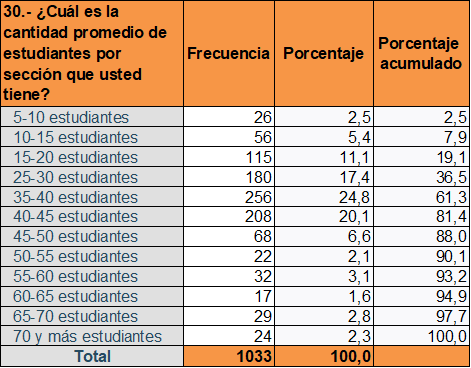 30.- ¿Cuál es la cantidad promedio de estudiantes por sección que usted tiene? Frecuencia Porcentaje Porcentaje acumulado
5-10 estudiantes 26 2,5 2,5
10-15 estudiantes 56 5,4 7,9
15-20 estudiantes 115 11,1 19,1
25-30 estudiantes 180 17,4 36,5
35-40 estudiantes 256 24,8 61,3
40-45 estudiantes 208 20,1 81,4
45-50 estudiantes 68 6,6 88,0
50-55 estudiantes 22 2,1 90,1
55-60 estudiantes 32 3,1 93,2
60-65 estudiantes 17 1,6 94,9
65-70 estudiantes 29 2,8 97,7
70 y más estudiantes 24 2,3 100,0
Total 1033 100,0